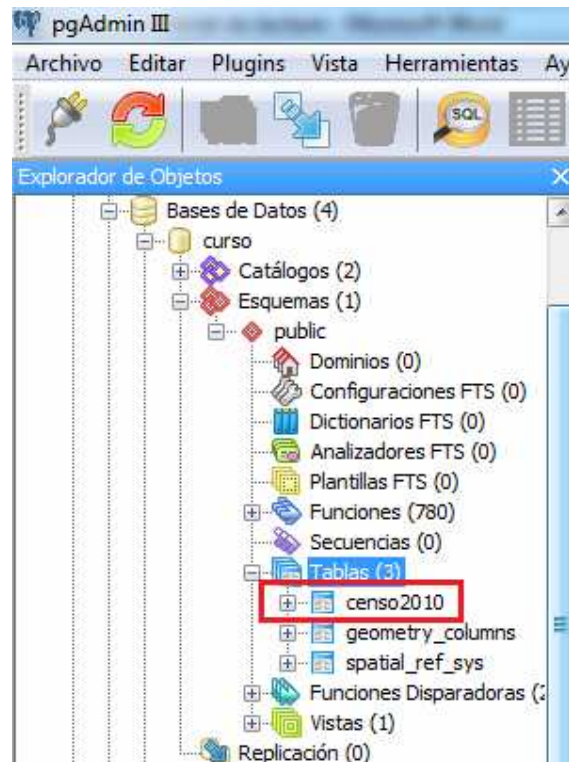 pgAdmin III
Archivo Editar Plugins Vista Herramientas Ay
SQL
Explorador de Objetos
Bases de Datos (4)
curso
Catálogos (2)
Esquemas (1)
public
Dominios (0)
Configuraciones FTS (0)
Dictionarios FTS (0)
Analizadores FTS (0)
Plantillas FTS (0)
Funciones (780)
Secuencias (0)
Tablas (3)
censo2010
geometry_columns
spatial_ref_sys
Funciones Disparadoras (2
Vistas (1)
Replicación (0)